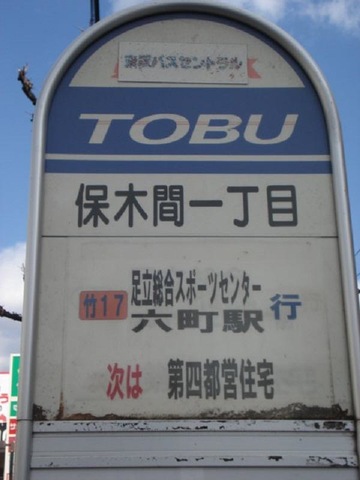 東武バスセントラル
TOBU
保木間一丁目
竹17 足立総合スポーツセンター
六町駅 行
次は 第四都営住宅